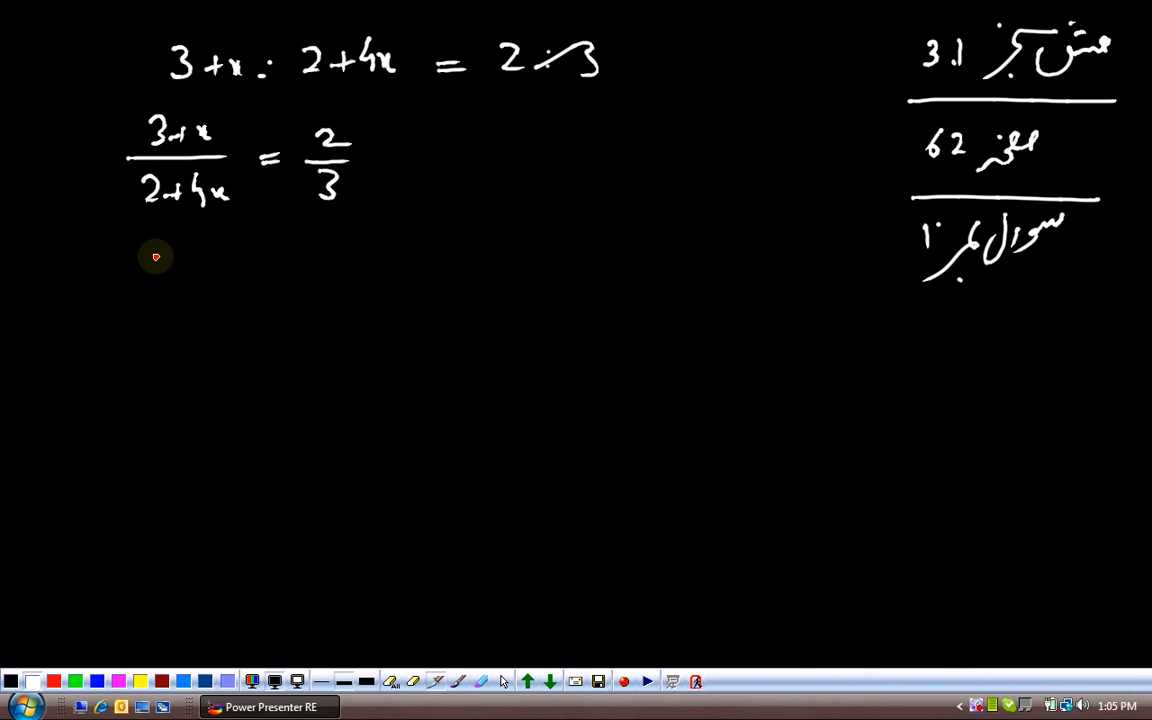 3+x : 2+4x = 2 : 3
3+x / 2+4x = 2 / 3
مشق نمبر 3.1
صفحہ 62
سوال نمبر 1
Power Presenter RE
1:05 PM